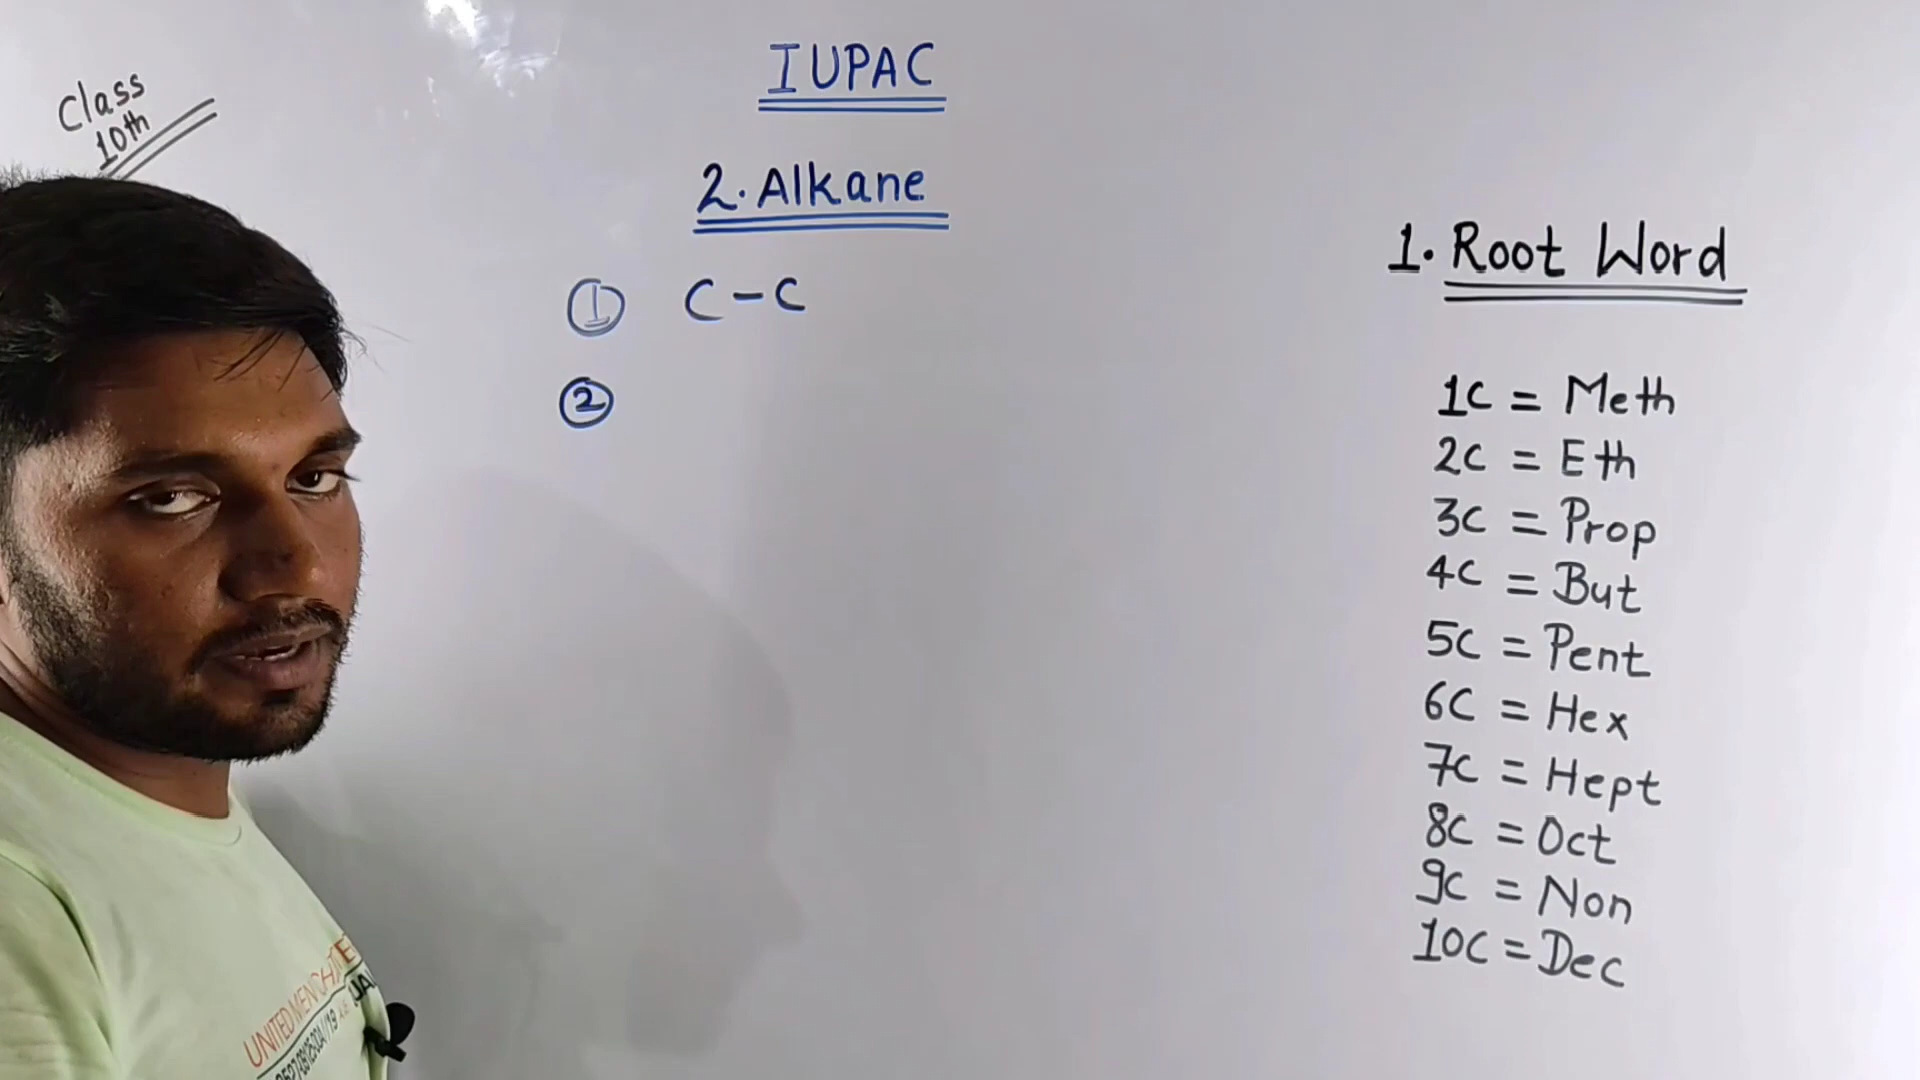 Class
10th
IUPAC
2. Alkane
① C-C
②
1. Root Word
1C = Meth
2C = Eth
3C = Prop
4C = But
5C = Pent
6C = Hex
7C = Hept
8C = Oct
9C = Non
10C = Dec
UNITED MEN